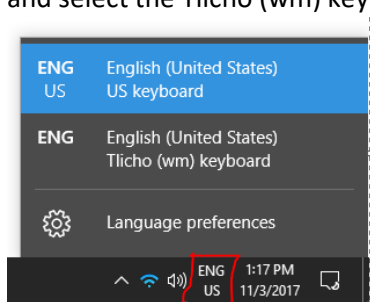 and select the Tlicho (wm) key
ENG English (United States)
US US keyboard
ENG English (United States)
Tlicho (wm) keyboard
Language preferences
ENG 1:17 PM
US 11/3/2017